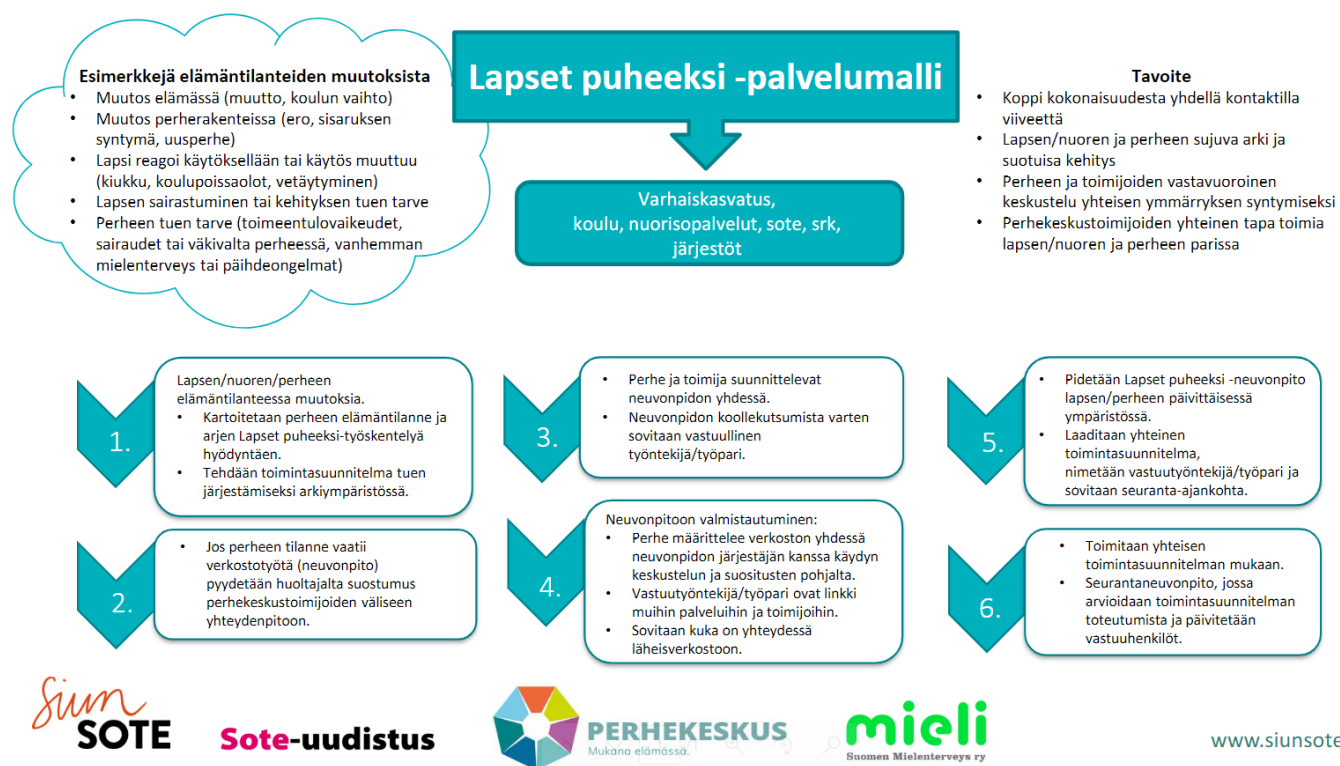 Esimerkkejä elämäntilanteiden muutoksista
• Muutos elämässä (muutto, koulun vaihto)
• Muutos perherakenteissa (ero, sisaruksen
syntymä, uusperhe)
• Lapsi reagoi käytöksellään tai käytös muuttuu
(kiukku, koulupoissaolot, vetäytyminen)
• Lapsen sairastuminen tai kehityksen tuen tarve
• Perheen tuen tarve (toimeentulovaikeudet,
sairaudet tai väkivalta perheessä, vanhemman
mielenterveys tai päihdeongelmat)
Lapset puheeksi -palvelumalli
Varhaiskasvatus,
koulu, nuorisopalvelut, sote, srk,
järjestöt
Tavoite
• Koppi kokonaisuudesta yhdellä kontaktilla
viiveettä
• Lapsen/nuoren ja perheen sujuva arki ja
suotuisa kehitys
• Perheen ja toimijoiden vastavuoroinen
keskustelu yhteisen ymmärryksen syntymiseksi
• Perhekeskustoimijoiden yhteinen tapa toimia
lapsen/nuoren ja perheen parissa
1.
Lapsen/nuoren/perheen
elämäntilanteessa muutoksia.
• Kartoitetaan perheen elämäntilanne ja
arjen Lapset puheeksi-työskentelyä
hyödyntäen.
• Tehdään toimintasuunnitelma tuen
järjestämiseksi arkiympäristössä.
2.
• Jos perheen tilanne vaatii
verkostotyötä (neuvonpito)
pyydetään huoltajalta suostumus
perhekeskustoimijoiden väliseen
yhteydenpitoon.
3.
• Perhe ja toimija suunnittelevat
neuvonpidon yhdessä.
• Neuvonpidon koollekutsumista varten
sovitaan vastuullinen
työntekijä/työpari.
4.
Neuvonpitoon valmistautuminen:
• Perhe määrittelee verkoston yhdessä
neuvonpidon järjestäjän kanssa käydyn
keskustelun ja suositusten pohjalta.
• Vastuutyöntekijä/työpari ovat linkki
muihin palveluihin ja toimijoihin.
• Sovitaan kuka on yhteydessä
läheisverkostoon.
5.
• Pidetään Lapset puheeksi -neuvonpito
lapsen/perheen päivittäisessä
ympäristössä.
• Laaditaan yhteinen
toimintasuunnitelma,
nimetään vastuutyöntekijä/työpari ja
sovitaan seuranta-ajankohta.
6.
• Toimitaan yhteisen
toimintasuunnitelman mukaan.
• Seurantaneuvonpito, jossa
arvioidaan toimintasuunnitelman
toteutumista ja päivitetään
vastuuhenkilöt.
Siun
SOTE
Sote-uudistus
PERHEKESKUS
Mukana elämässä.
mieli
Suomen Mielenterveys ry
www.siunsote